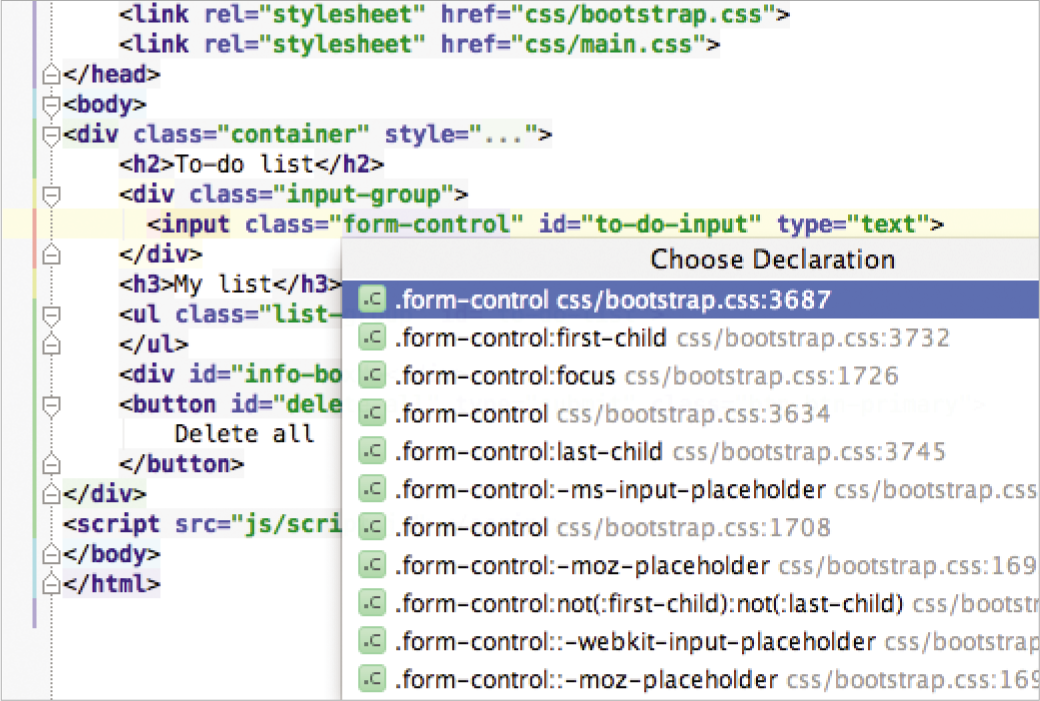 <link rel="stylesheet" href="css/bootstrap.css">
<link rel="stylesheet" href="css/main.css">
</head>
<body>
<div class="container" style="...">
<h2>To-do list</h2>
<div class="input-group">
<input class="form-control" id="to-do-input" type="text">
</div>
<h3>My list</h3>
<ul class="list-
</ul>
<div id="info-bo
<button id="dele
Delete all
</button>
</div>
<script src="js/scri
</body>
</html>
Choose Declaration
.form-control css/bootstrap.css:3687
.form-control:first-child css/bootstrap.css:3732
.form-control:focus css/bootstrap.css:1726
.form-control css/bootstrap.css:3634
.form-control:last-child css/bootstrap.css:3745
.form-control:-ms-input-placeholder css/bootstrap.css
.form-control css/bootstrap.css:1708
.form-control:-moz-placeholder css/bootstrap.css:169
.form-control:not(:first-child):not(:last-child) css/bootstr
.form-control::-webkit-input-placeholder css/bootstrap
.form-control::-moz-placeholder css/bootstrap.css:169